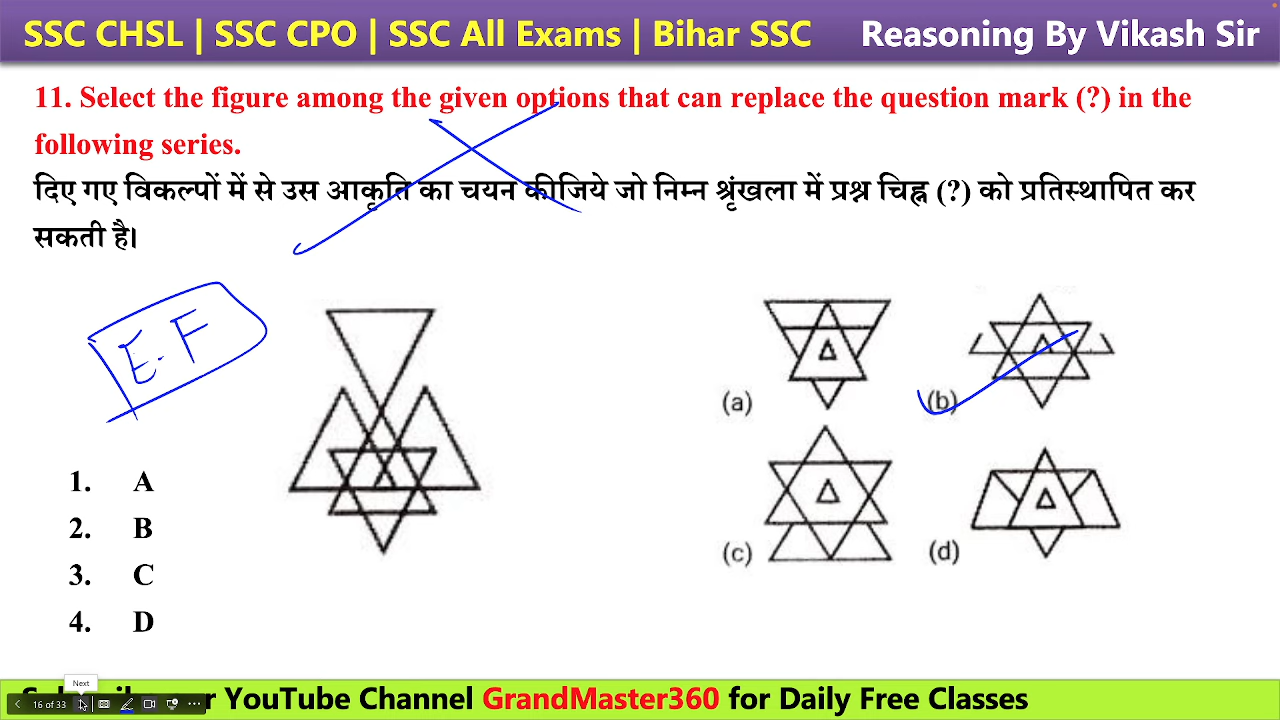 SSC CHSL | SSC CPO | SSC All Exams | Bihar SSC Reasoning By Vikash Sir
11. Select the figure among the given options that can replace the question mark (?) in the
following series.
दिए गए विकल्पों में से उस आकृति का चयन कीजिये जो निम्न श्रृंखला में प्रश्न चिह्न (?) को प्रतिस्थापित कर
सकती है।
E.F
(a)
(b)
1. A
2. B
3. C
4. D
(c)
(d)
Next
YouTube Channel GrandMaster360 for Daily Free Classes
16 of 33